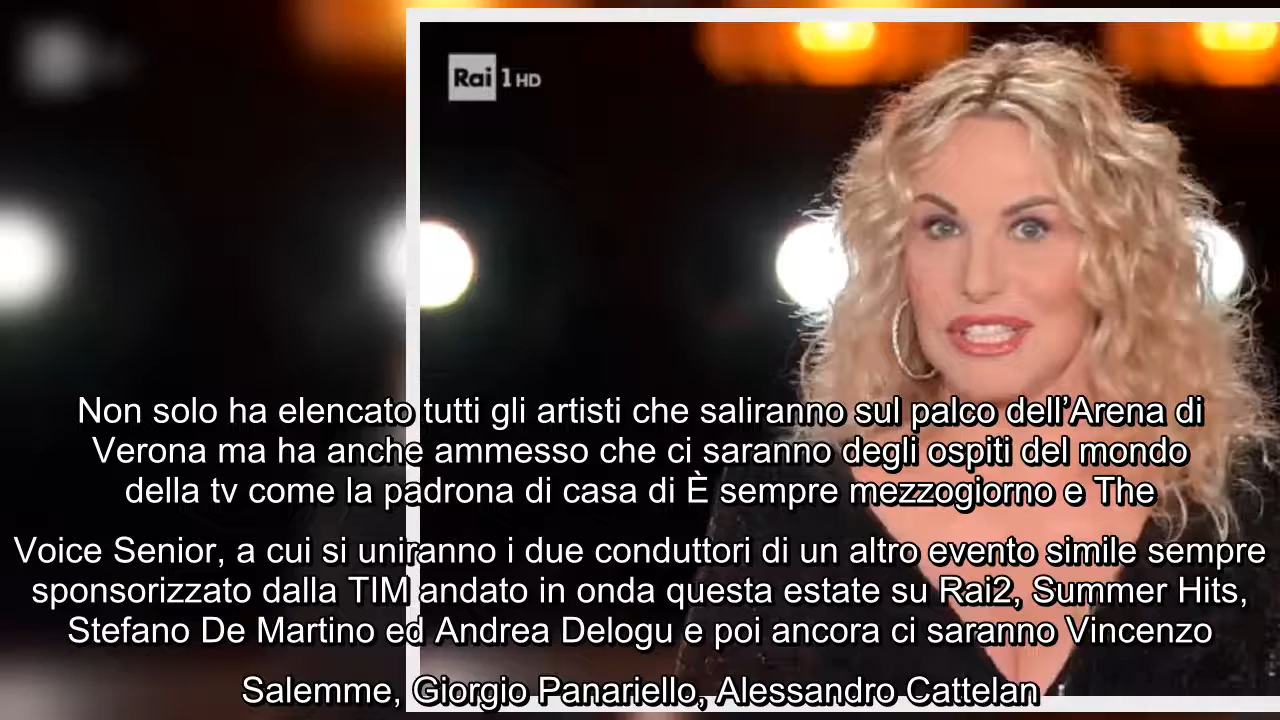 Rai 1 HD
Non solo ha elencato tutti gli artisti che saliranno sul palco dell’Arena di
Verona ma ha anche ammesso che ci saranno degli ospiti del mondo
della tv come la padrona di casa di È sempre mezzogiorno e The
Voice Senior, a cui si uniranno i due conduttori di un altro evento simile sempre
sponsorizzato dalla TIM andato in onda questa estate su Rai2, Summer Hits,
Stefano De Martino ed Andrea Delogu e poi ancora ci saranno Vincenzo
Salemme, Giorgio Panariello, Alessandro Cattelan